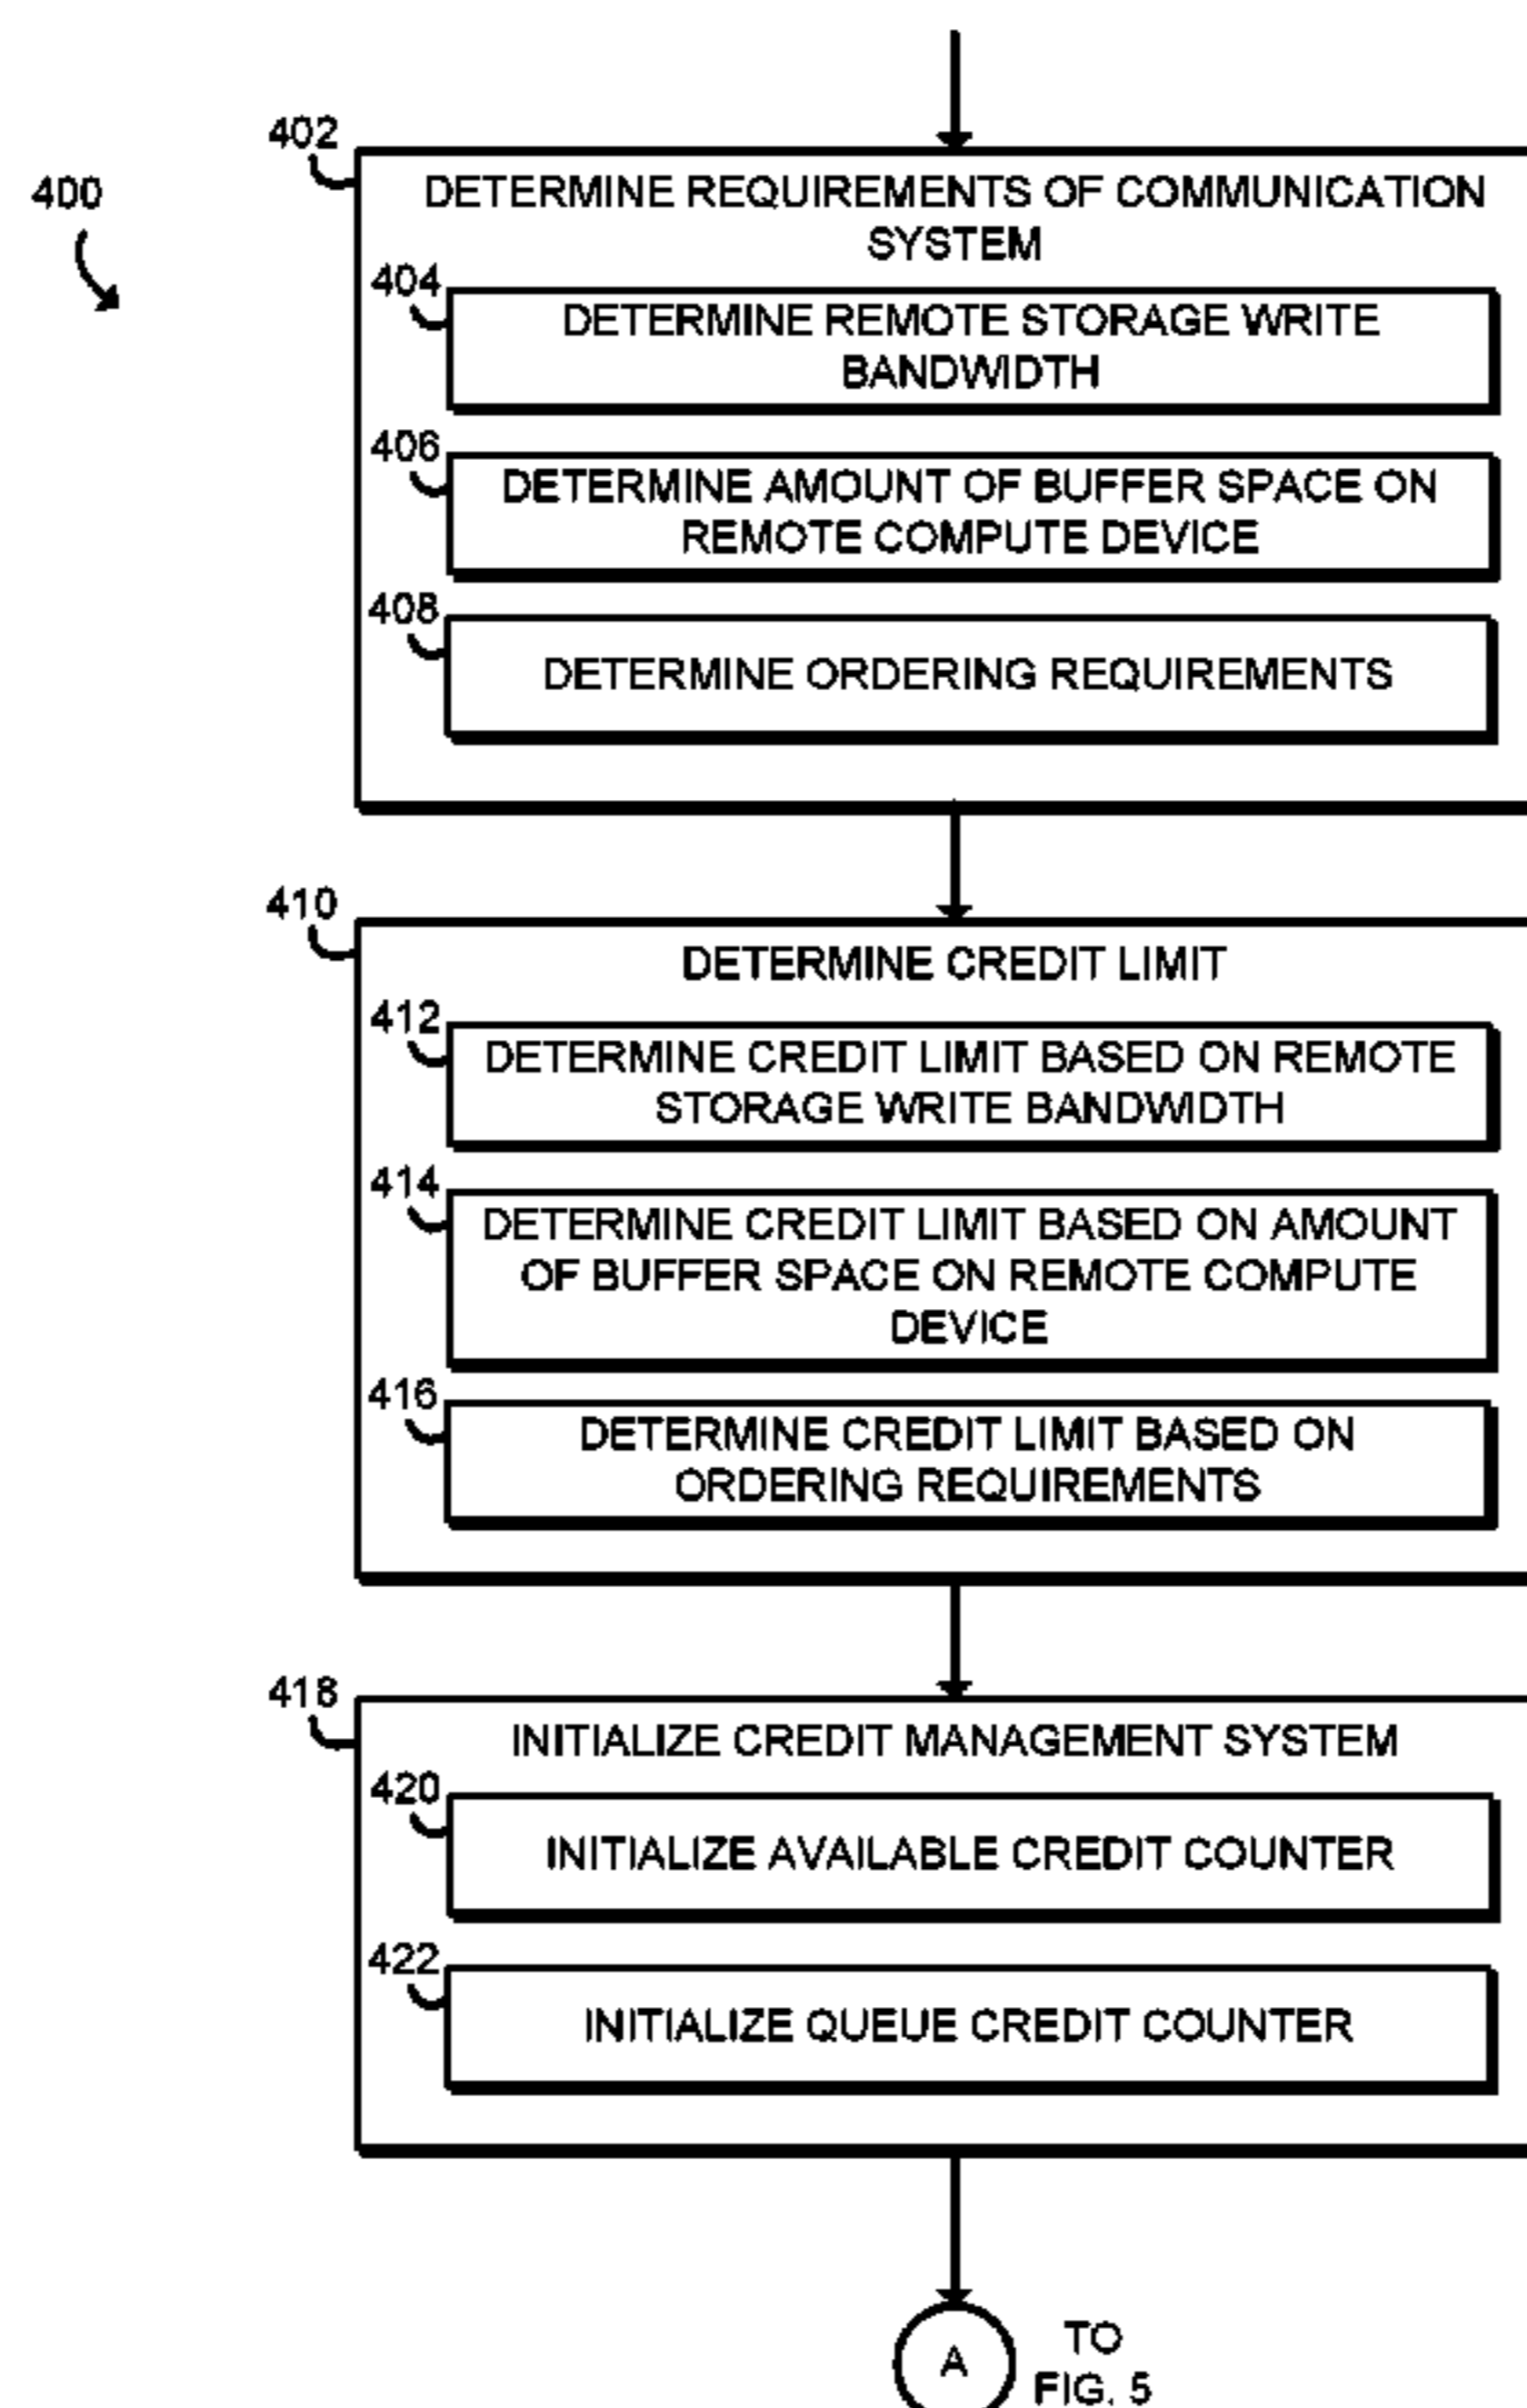 400
402
DETERMINE REQUIREMENTS OF COMMUNICATION
SYSTEM
404
DETERMINE REMOTE STORAGE WRITE
BANDWIDTH
406
DETERMINE AMOUNT OF BUFFER SPACE ON
REMOTE COMPUTE DEVICE
408
DETERMINE ORDERING REQUIREMENTS
410
DETERMINE CREDIT LIMIT
412
DETERMINE CREDIT LIMIT BASED ON REMOTE
STORAGE WRITE BANDWIDTH
414
DETERMINE CREDIT LIMIT BASED ON AMOUNT
OF BUFFER SPACE ON REMOTE COMPUTE
DEVICE
416
DETERMINE CREDIT LIMIT BASED ON
ORDERING REQUIREMENTS
418
INITIALIZE CREDIT MANAGEMENT SYSTEM
420
INITIALIZE AVAILABLE CREDIT COUNTER
422
INITIALIZE QUEUE CREDIT COUNTER
A
TO
FIG. 5